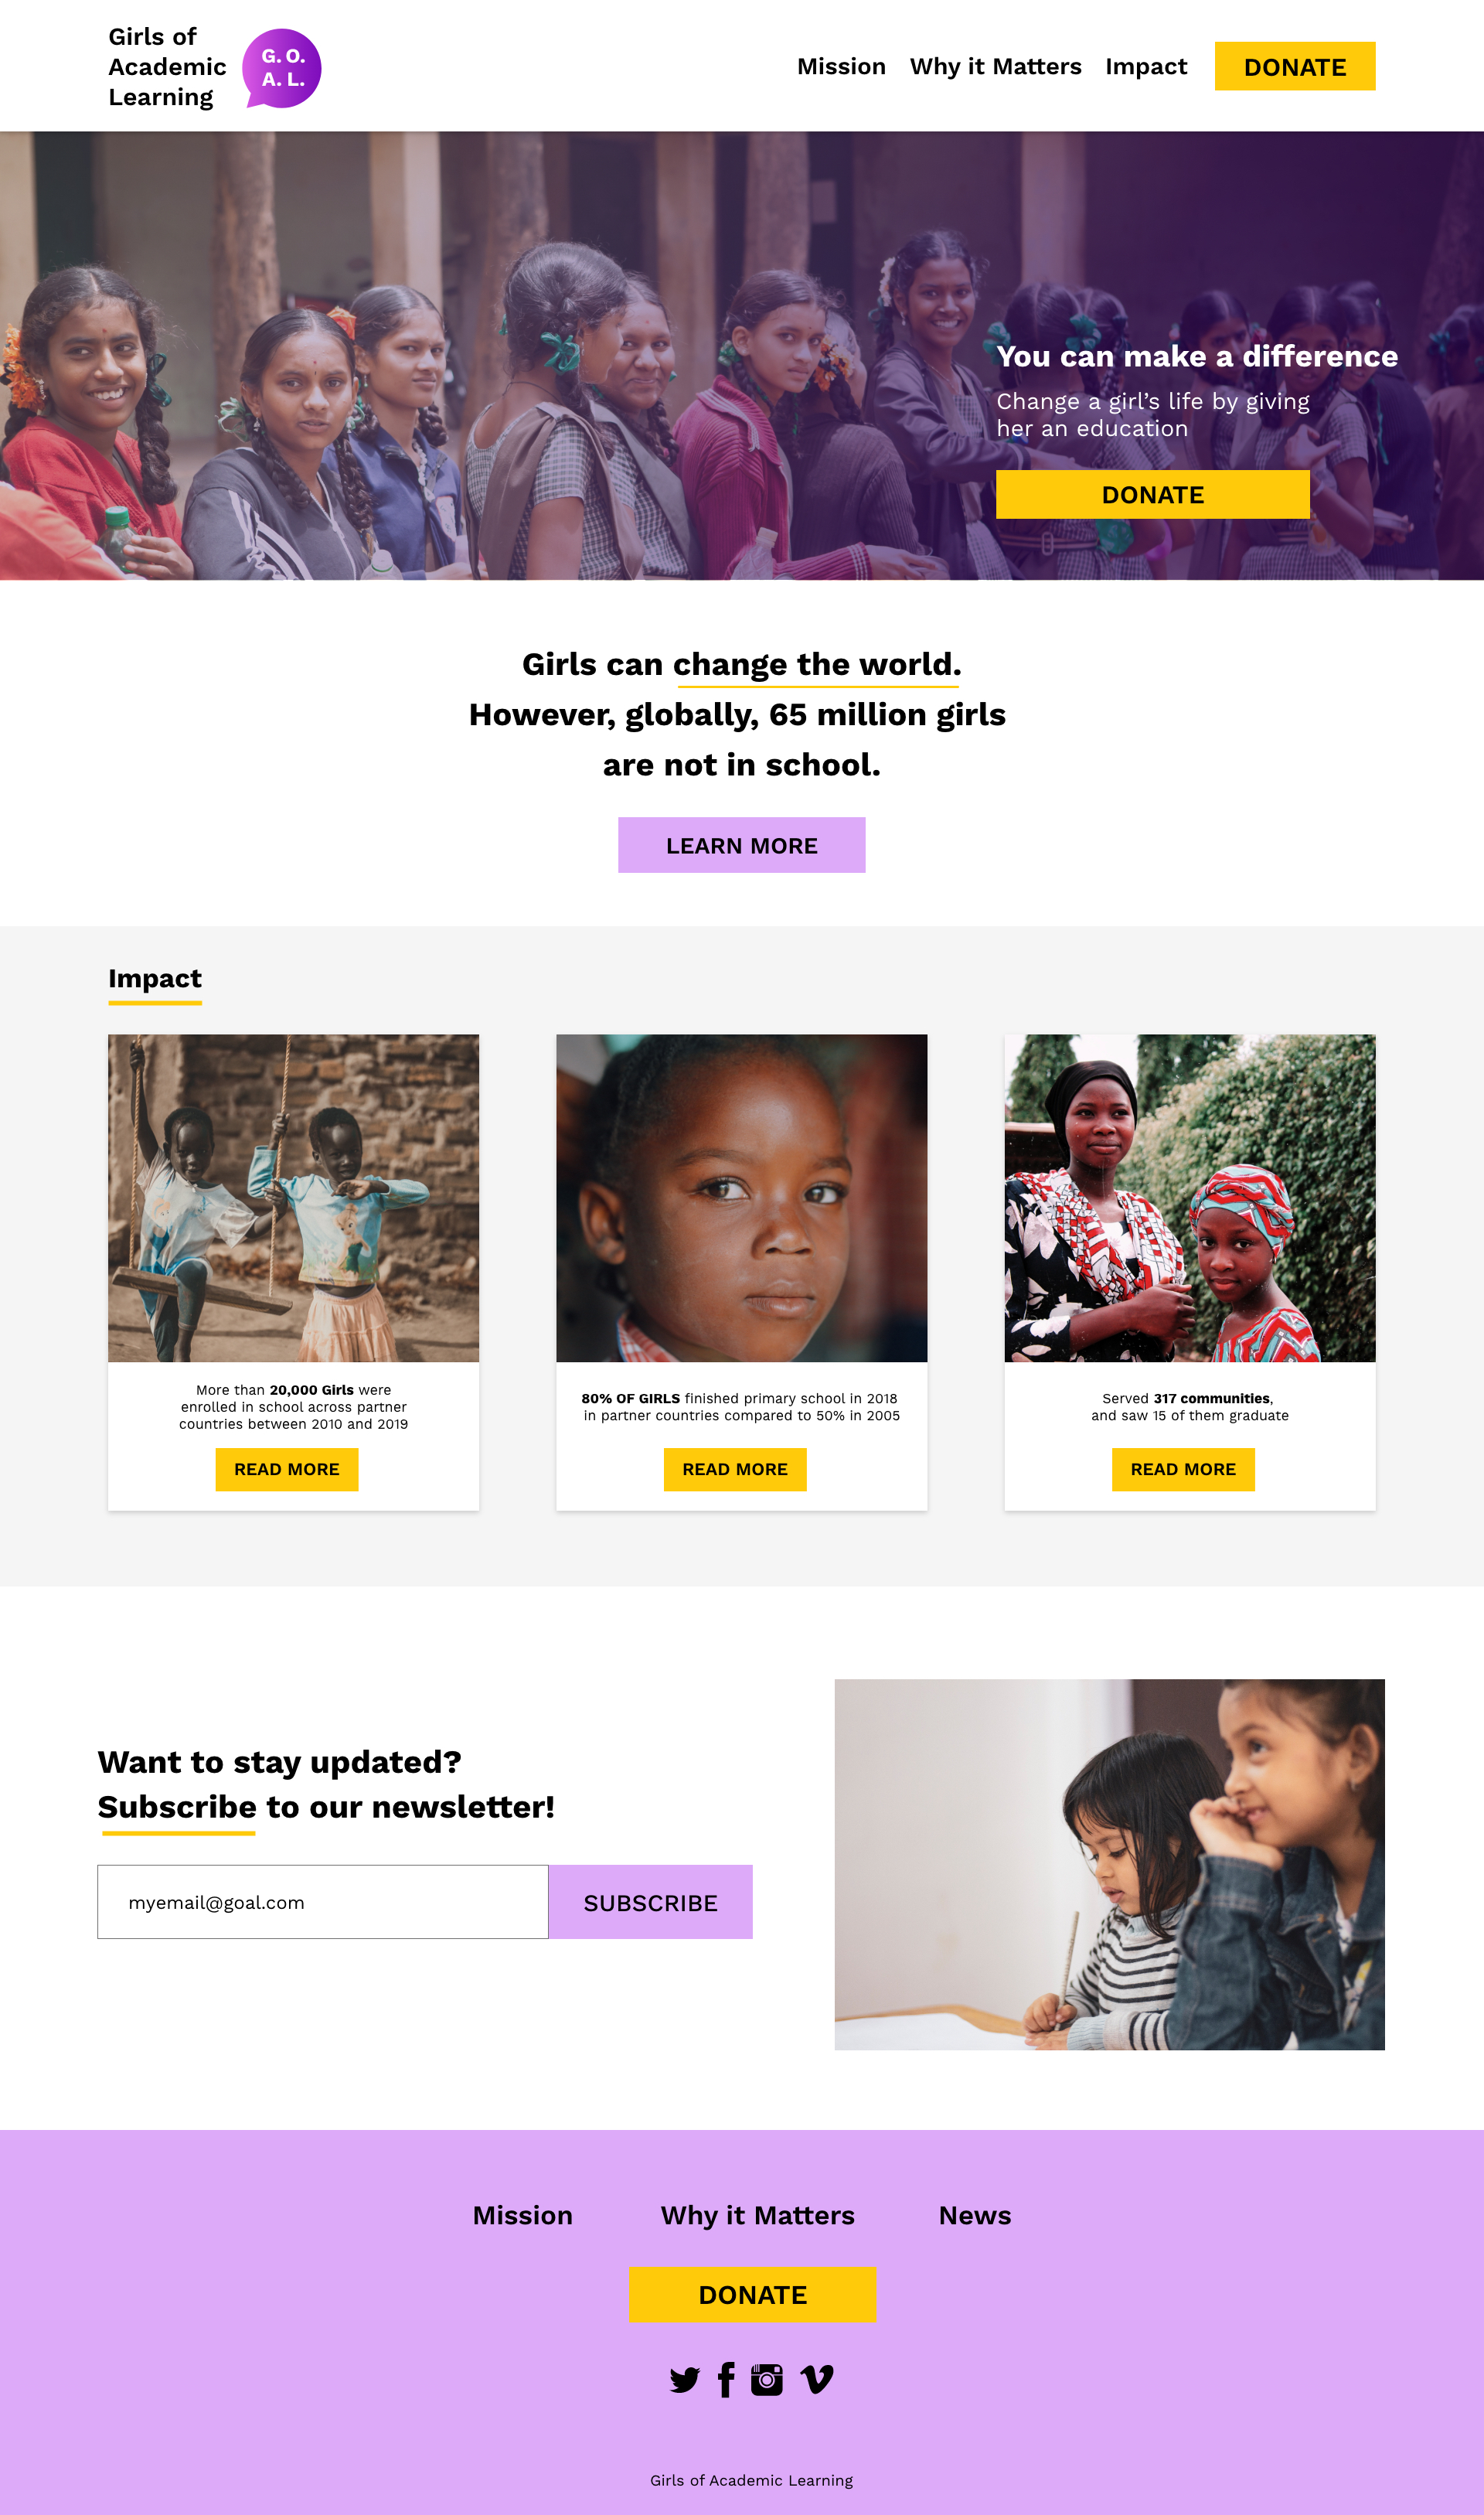 Girls of
Academic
Learning
G. O.
A. L.
Mission
Why it Matters
Impact
DONATE
You can make a difference
Change a girl’s life by giving
her an education
DONATE
Girls can change the world.
However, globally, 65 million girls
are not in school.
LEARN MORE
Impact
More than 20,000 Girls were
enrolled in school across partner
countries between 2010 and 2019
READ MORE
80% OF GIRLS finished primary school in 2018
in partner countries compared to 50% in 2005
READ MORE
Served 317 communities,
and saw 15 of them graduate
READ MORE
Want to stay updated?
Subscribe to our newsletter!
myemail@goal.com
SUBSCRIBE
Mission
Why it Matters
News
DONATE
Girls of Academic Learning